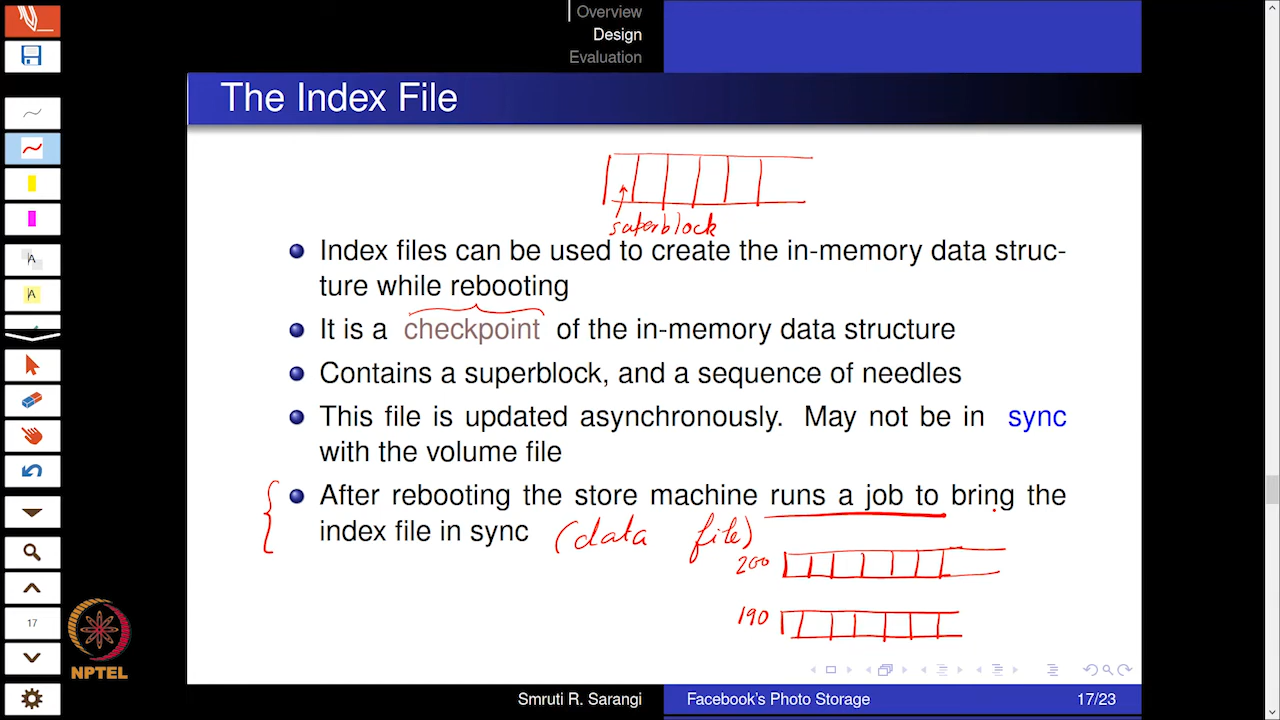 Overview
Design
Evaluation
The Index File
superblock
Index files can be used to create the in-memory data struc-
ture while rebooting
It is a checkpoint of the in-memory data structure
Contains a superblock, and a sequence of needles
This file is updated asynchronously. May not be in sync
with the volume file
After rebooting the store machine runs a job to bring the
index file in sync (data file)
200
190
A
A
17
NPTEL
Smruti R. Sarangi Facebook's Photo Storage 17/23